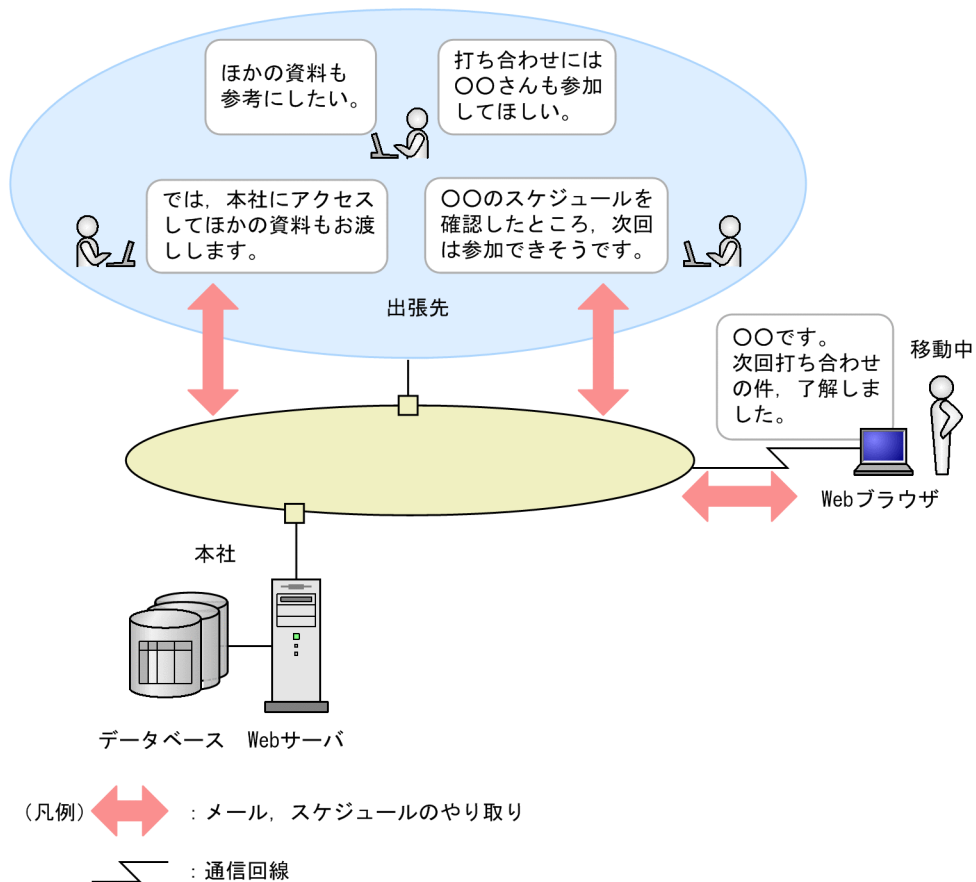 ほかの資料も
参考にしたい。
打ち合わせには
〇〇さんも参加
してほしい。
では，本社にアクセス
してほかの資料もお渡
しします。
〇〇のスケジュールを
確認したところ，次回
は参加できそうです。
出張先
〇〇です。
次回打ち合わせ
の件，了解しま
した。
移動中
Webブラウザ
本社
データベース
Webサーバ
（凡例）
：メール，スケジュールのやり取り
：通信回線